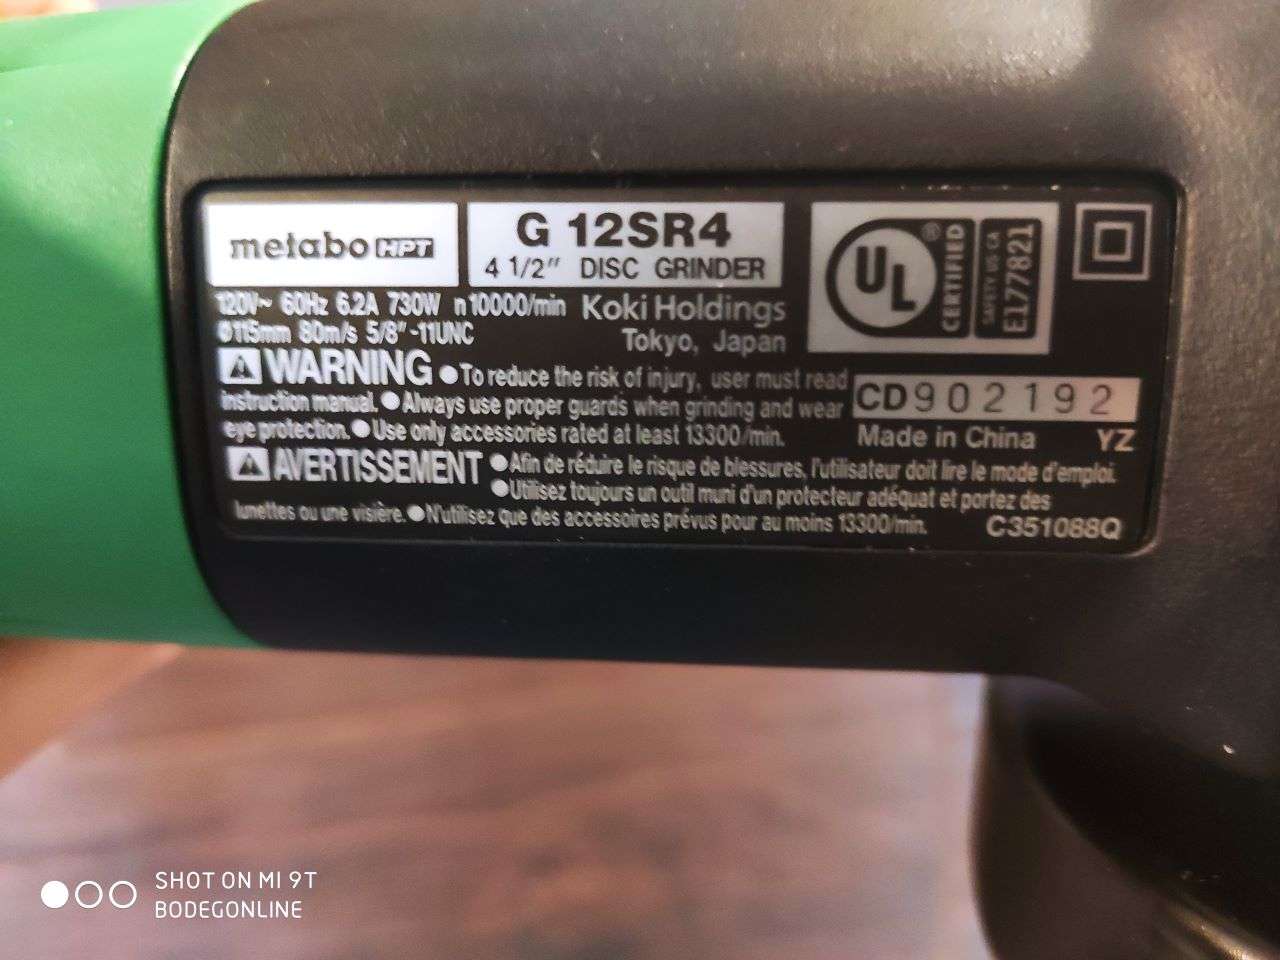 metabo HPT
G 12SR4
4 1/2" DISC GRINDER
120V~ 60Hz 6.2A 730W n10000/min
Ø115mm 80m/s 5/8"-11UNC
Koki Holdings
Tokyo, Japan
UL®
CERTIFIED
SAFETY US CA
E177821
WARNING ●To reduce the risk of injury, user must read
instruction manual. ●Always use proper guards when grinding and wear
eye protection. ●Use only accessories rated at least 13300/min.
CD902192
Made in China YZ
AVERTISSEMENT ●Afin de réduire le risque de blessures, l'utilisateur doit lire le mode d'emploi.
●Utilisez toujours un outil muni d'un protecteur adéquat et portez des
lunettes ou une visière. ●N'utilisez que des accessoires prévus pour au moins 13300/min.
C351088Q
SHOT ON MI 9T
BODEGONLINE